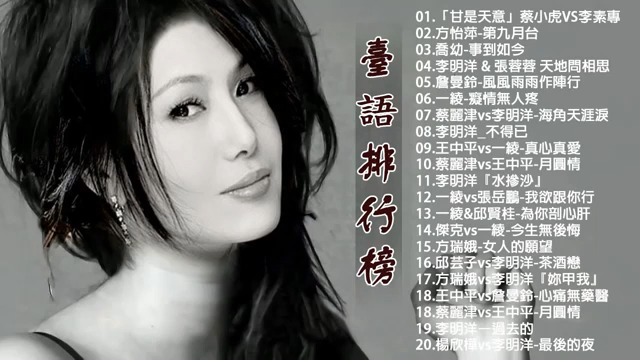 臺語排行榜
01.「甘是天意」蔡小虎VS李素專
02.方怡萍-第九月台
03.喬幼-事到如今
04.李明洋 & 張蓉蓉 天地問相思
05.詹曼鈴-風風雨雨作陣行
06.一綾-癡情無人疼
07.蔡麗津vs李明洋-海角天涯淚
08.李明洋_不得已
09.王中平vs一綾-真心真愛
10.蔡麗津vs王中平-月圓情
11.李明洋『水摻沙』
12.一綾vs張岳鵬-我欲跟你行
13.一綾&邱賢桂-為你剖心肝
14.傑克vs一綾-今生無後悔
15.方瑞娥-女人的願望
16.邱芸子vs李明洋-茶酒戀
17.方瑞娥vs李明洋『妳甲我』
18.王中平vs詹曼鈴-心痛無藥醫
18.蔡麗津vs王中平-月圓情
19.李明洋—過去的
20.楊欣樺vs李明洋-最後的夜